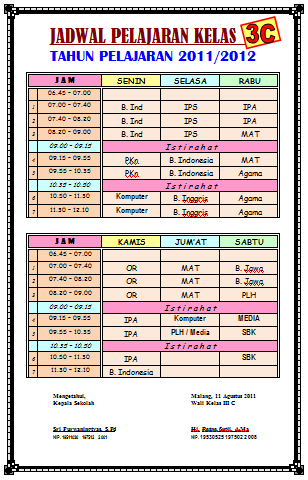 JADWAL PELAJARAN KELAS 3C
TAHUN PELAJARAN 2011/2012
JAM SENIN SELASA RABU
06.45 - 07.00
1 07.00 - 07.40 B. Ind IPS IPA
2 07.40 - 08.20 B. Ind IPS IPA
3 08.20 - 09.00 B. Ind IPS MAT
09.00 - 09.15 Istirahat
4 09.15 - 09.55 PKn B. Indonesia MAT
5 09.55 - 10.35 PKn B. Indonesia Agama
10.35 - 10.50 Istirahat
6 10.50 - 11.30 Komputer B. Inggris Agama
7 11.30 - 12.10 Komputer B. Inggris Agama
JAM KAMIS JUM'AT SABTU
06.45 - 07.00
1 07.00 - 07.40 OR MAT B. Jawa
2 07.40 - 08.20 OR MAT B. Jawa
3 08.20 - 09.00 OR MAT PLH
09.00 - 09.15 Istirahat
4 09.15 - 09.55 IPA Komputer MEDIA
5 09.55 - 10.35 IPA PLH / Media SBK
10.35 - 10.50 Istirahat
6 10.50 - 11.30 IPA SBK
7 11.30 - 12.10 B. Indonesia
Mengetahui, Malang, 11 Agustus 2011
Kepala Sekolah Wali Kelas III C
Sri Purwaningtyas, S.Pd Hj.
NIP. NIP. 19530525 197502 2 008